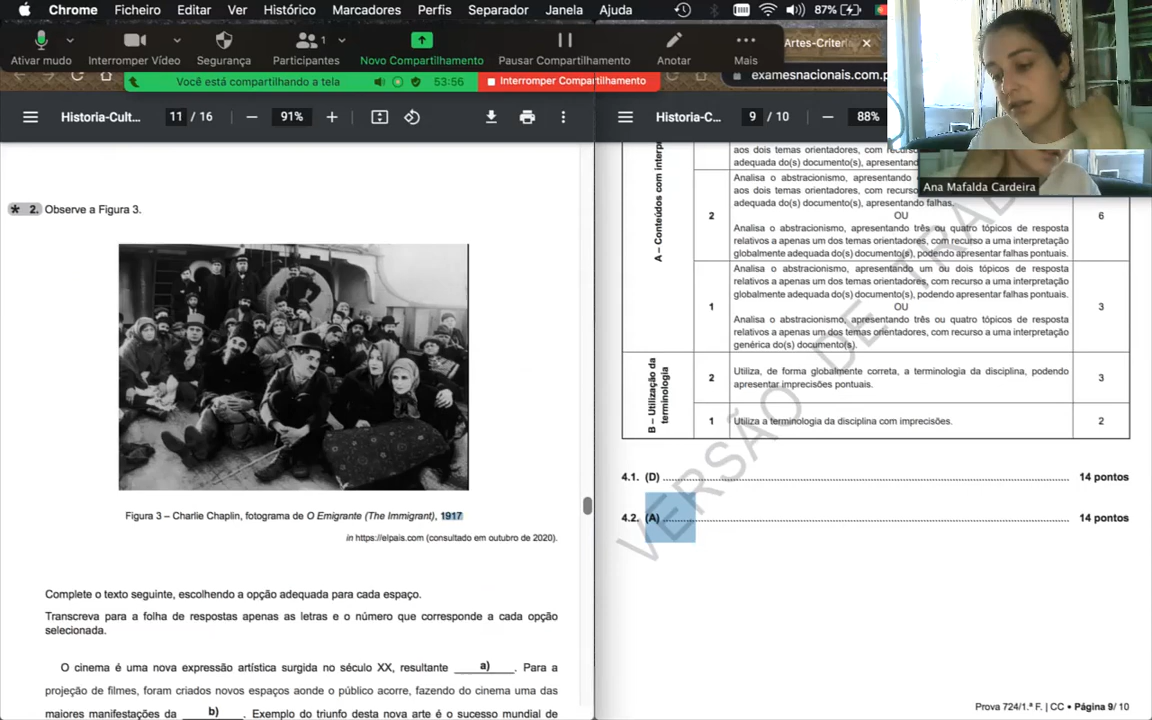 Chrome Ficheiro Editar Ver Histórico Marcadores Perfis Separador Janela Ajuda 87%
Ativar mudo Interromper Vídeo Segurança Participantes 1 Novo Compartilhamento Pausar Compartilhamento Anotar Mais
Você está compartilhando a tela 53:56 Interromper Compartilhamento
Historia-Cult... 11 / 16 91%
* 2. Observe a Figura 3.
Figura 3 – Charlie Chaplin, fotograma de O Emigrante (The Immigrant), 1917
in https://elpais.com (consultado em outubro de 2020).
Complete o texto seguinte, escolhendo a opção adequada para cada espaço.
Transcreva para a folha de respostas apenas as letras e o número que corresponde a cada opção
selecionada.
O cinema é uma nova expressão artística surgida no século XX, resultante a) . Para a
projeção de filmes, foram criados novos espaços aonde o público acorre, fazendo do cinema uma das
maiores manifestações da b) . Exemplo do triunfo desta nova arte é o sucesso mundial de
Artes-Criteri
examesnacionais.com.p
Historia-C... 9 / 10 88%
Ana Mafalda Cardeira
A – Conteúdos com interpre
aos dois temas orientadores, com recurso
adequada do(s) documento(s), apresentand
2
Analisa o abstracionismo, apresentando
aos dois temas orientadores, com recurso
adequada do(s) documento(s), apresentando falhas.
OU
Analisa o abstracionismo, apresentando três ou quatro tópicos de resposta
relativos a apenas um dos temas orientadores, com recurso a uma interpretação
globalmente adequada do(s) documento(s), podendo apresentar falhas pontuais.
6
1
Analisa o abstracionismo, apresentando um ou dois tópicos de resposta
relativos a apenas um dos temas orientadores, com recurso a uma interpretação
globalmente adequada do(s) documento(s), podendo apresentar falhas pontuais.
OU
Analisa o abstracionismo, apresentando três ou quatro tópicos de resposta
relativos a apenas um dos temas orientadores, com recurso a uma interpretação
genérica do(s) documento(s).
3
B – Utilização da
terminologia
2
Utiliza, de forma globalmente correta, a terminologia da disciplina, podendo
apresentar imprecisões pontuais.
3
1
Utiliza a terminologia da disciplina com imprecisões.
2
4.1. (D) 14 pontos
4.2. (A) 14 pontos
VERSÃO DE TRAB
Prova 724/1.ª F. | CC • Página 9/ 10